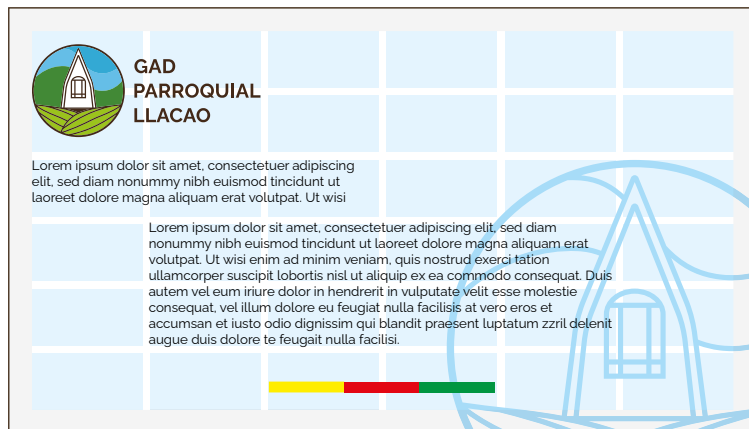 GAD
PARROQUIAL
LLACAO
Lorem ipsum dolor sit amet, consectetuer adipiscing
elit, sed diam nonummy nibh euismod tincidunt ut
laoreet dolore magna aliquam erat volutpat. Ut wisi
Lorem ipsum dolor sit amet, consectetuer adipiscing elit, sed diam
nonummy nibh euismod tincidunt ut laoreet dolore magna aliquam erat
volutpat. Ut wisi enim ad minim veniam, quis nostrud exerci tation
ullamcorper suscipit lobortis nisl ut aliquip ex ea commodo consequat. Duis
autem vel eum iriure dolor in hendrerit in vulputate velit esse molestie
consequat, vel illum dolore eu feugiat nulla facilisis at vero eros et
accumsan et iusto odio dignissim qui blandit praesent luptatum zzril delenit
augue duis dolore te feugait nulla facilisi.